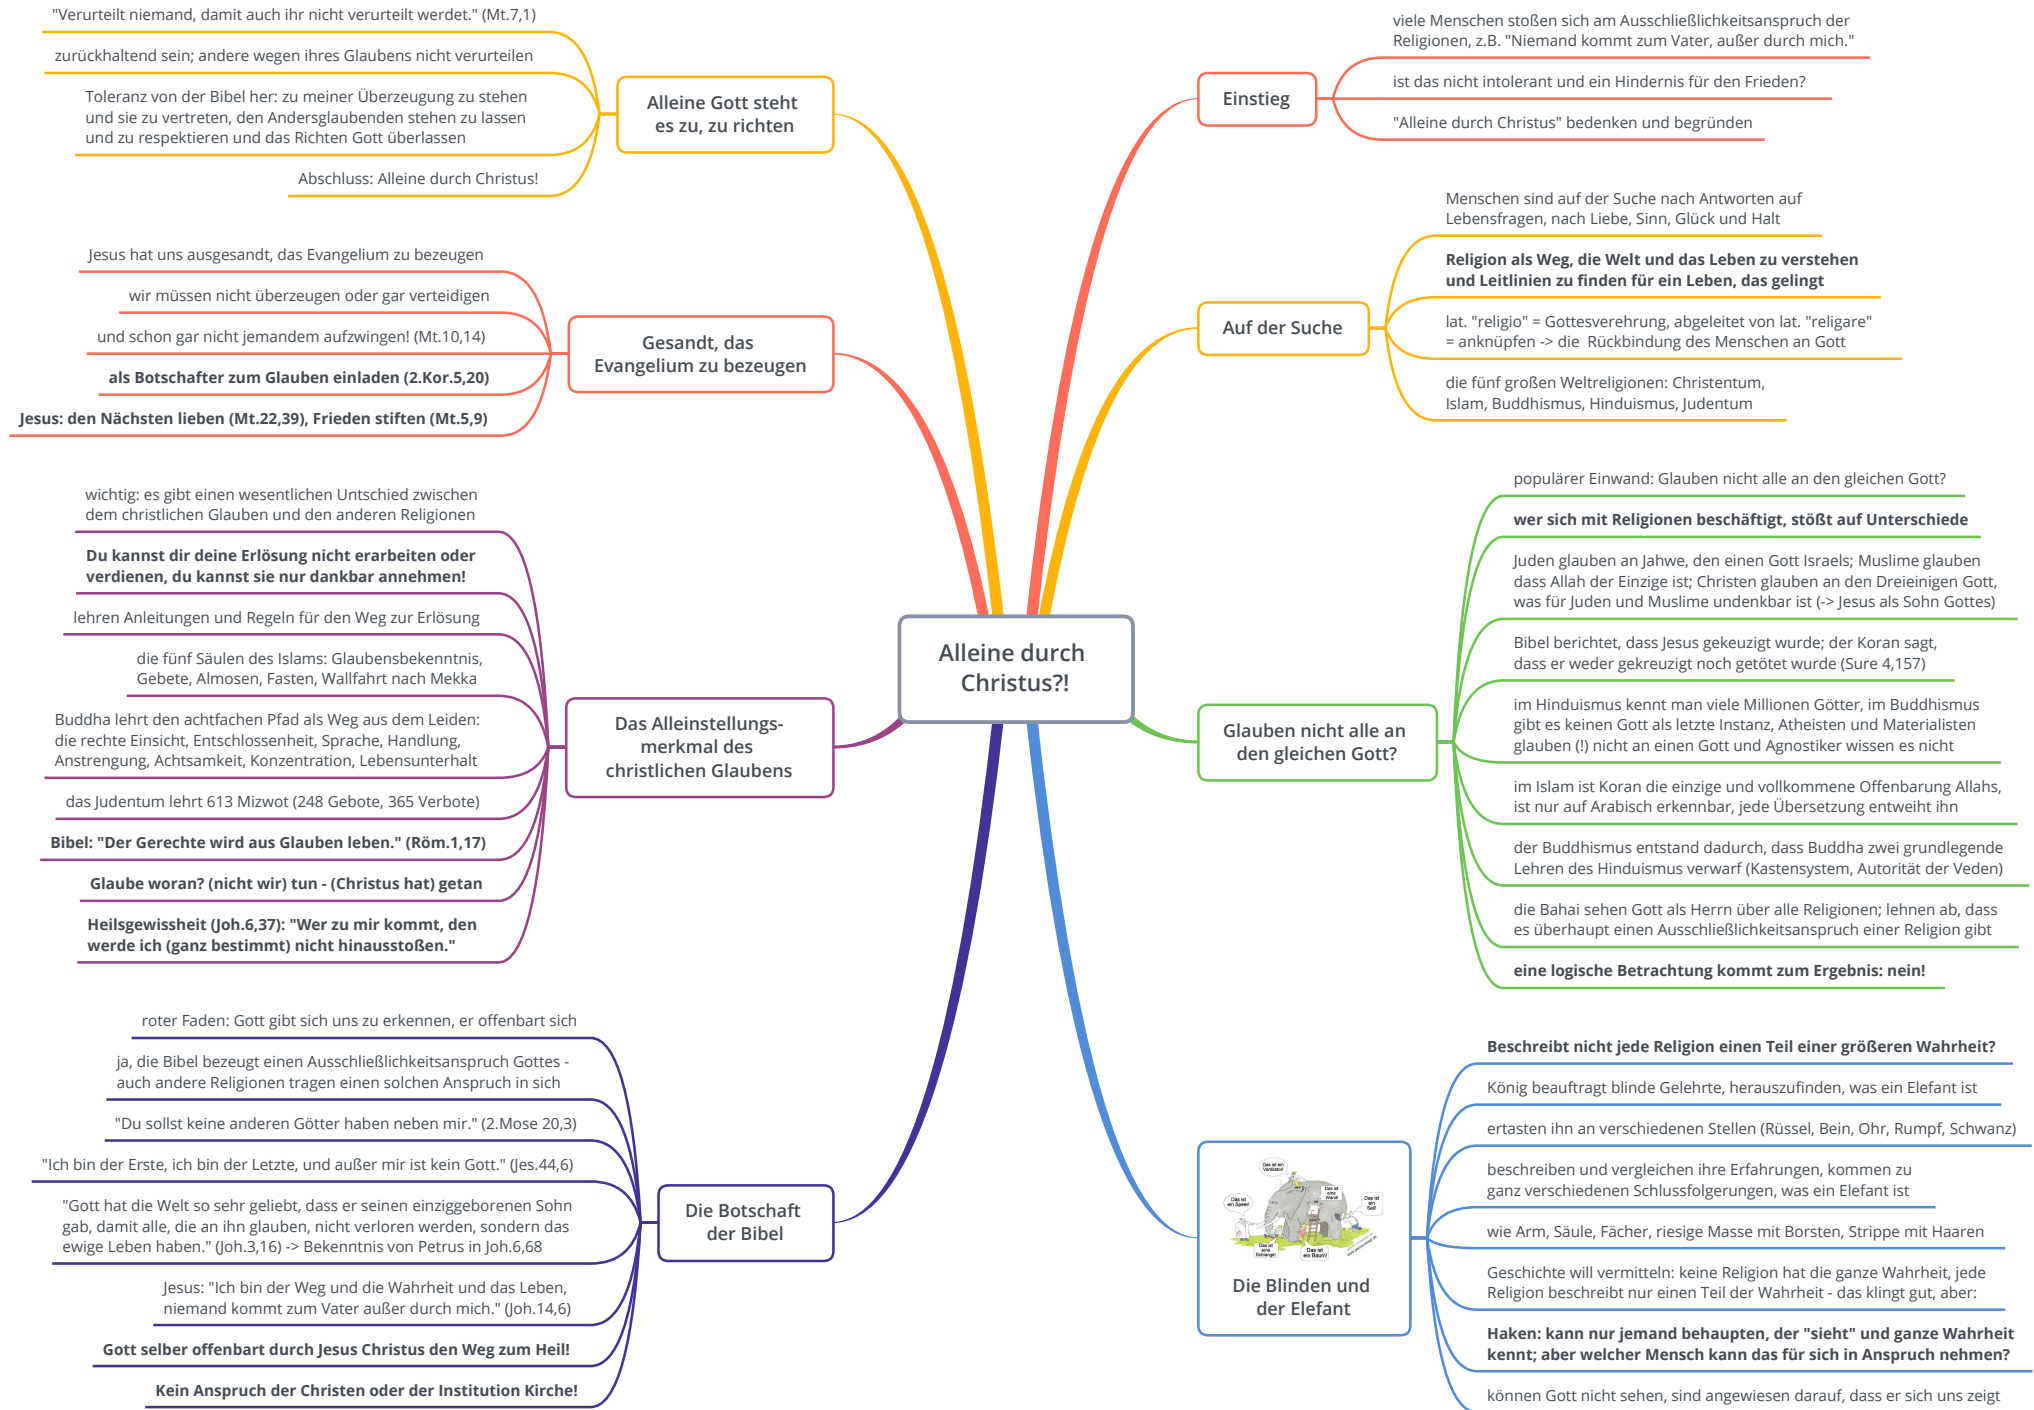 Alleine durch
Christus?!
Einstieg
viele Menschen stoßen sich am Ausschließlichkeitsanspruch der
Religionen, z.B. "Niemand kommt zum Vater, außer durch mich."
ist das nicht intolerant und ein Hindernis für den Frieden?
"Alleine durch Christus" bedenken und begründen
Auf der Suche
Menschen sind auf der Suche nach Antworten auf
Lebensfragen, nach Liebe, Sinn, Glück und Halt
Religion als Weg, die Welt und das Leben zu verstehen
und Leitlinien zu finden für ein Leben, das gelingt
lat. "religio" = Gottesverehrung, abgeleitet von lat. "religare"
= anknüpfen -> die  Rückbindung des Menschen an Gott
die fünf großen Weltreligionen: Christentum,
Islam, Buddhismus, Hinduismus, Judentum
Glauben nicht alle an
den gleichen Gott?
populärer Einwand: Glauben nicht alle an den gleichen Gott?
wer sich mit Religionen beschäftigt, stößt auf Unterschiede
Juden glauben an Jahwe, den einen Gott Israels; Muslime glauben
dass Allah der Einzige ist; Christen glauben an den Dreieinigen Gott,
was für Juden und Muslime undenkbar ist (-> Jesus als Sohn Gottes)
Bibel berichtet, dass Jesus gekeuzigt wurde; der Koran sagt,
dass er weder gekreuzigt noch getötet wurde (Sure 4,157)
im Hinduismus kennt man viele Millionen Götter, im Buddhismus
gibt es keinen Gott als letzte Instanz, Atheisten und Materialisten
glauben (!) nicht an einen Gott und Agnostiker wissen es nicht
im Islam ist Koran die einzige und vollkommene Offenbarung Allahs,
ist nur auf Arabisch erkennbar, jede Übersetzung entweiht ihn
der Buddhismus entstand dadurch, dass Buddha zwei grundlegende
Lehren des Hinduismus verwarf (Kastensystem, Autorität der Veden)
die Bahai sehen Gott als Herrn über alle Religionen; lehnen ab, dass
es überhaupt einen Ausschließlichkeitsanspruch einer Religion gibt
eine logische Betrachtung kommt zum Ergebnis: nein!
Das ist ein
Ventilator!
Das ist
ein Speer!
Das ist
eine
Wand!
Das ist
ein
Seil!
Das ist
eine
Schlange!
Das ist
ein Baum!
Die Blinden und
der Elefant
Beschreibt nicht jede Religion einen Teil einer größeren Wahrheit?
König beauftragt blinde Gelehrte, herauszufinden, was ein Elefant ist
ertasten ihn an verschiedenen Stellen (Rüssel, Bein, Ohr, Rumpf, Schwanz)
beschreiben und vergleichen ihre Erfahrungen, kommen zu
ganz verschiedenen Schlussfolgerungen, was ein Elefant ist
wie Arm, Säule, Fächer, riesige Masse mit Borsten, Strippe mit Haaren
Geschichte will vermitteln: keine Religion hat die ganze Wahrheit, jede
Religion beschreibt nur einen Teil der Wahrheit - das klingt gut, aber:
Haken: kann nur jemand behaupten, der "sieht" und ganze Wahrheit
kennt; aber welcher Mensch kann das für sich in Anspruch nehmen?
können Gott nicht sehen, sind angewiesen darauf, dass er sich uns zeigt
Die Botschaft
der Bibel
roter Faden: Gott gibt sich uns zu erkennen, er offenbart sich
ja, die Bibel bezeugt einen Ausschließlichkeitsanspruch Gottes -
auch andere Religionen tragen einen solchen Anspruch in sich
"Du sollst keine anderen Götter haben neben mir." (2.Mose 20,3)
"Ich bin der Erste, ich bin der Letzte, und außer mir ist kein Gott." (Jes.44,6)
"Gott hat die Welt so sehr geliebt, dass er seinen einziggeborenen Sohn
gab, damit alle, die an ihn glauben, nicht verloren werden, sondern das
ewige Leben haben." (Joh.3,16) -> Bekenntnis von Petrus in Joh.6,68
Jesus: "Ich bin der Weg und die Wahrheit und das Leben,
niemand kommt zum Vater außer durch mich." (Joh.14,6)
Gott selber offenbart durch Jesus Christus den Weg zum Heil!
Kein Anspruch der Christen oder der Institution Kirche!
Das Alleinstellungs-
merkmal des
christlichen Glaubens
wichtig: es gibt einen wesentlichen Untschied zwischen
dem christlichen Glauben und den anderen Religionen
Du kannst dir deine Erlösung nicht erarbeiten oder
verdienen, du kannst sie nur dankbar annehmen!
lehren Anleitungen und Regeln für den Weg zur Erlösung
die fünf Säulen des Islams: Glaubensbekenntnis,
Gebete, Almosen, Fasten, Wallfahrt nach Mekka
Buddha lehrt den achtfachen Pfad als Weg aus dem Leiden:
die rechte Einsicht, Entschlossenheit, Sprache, Handlung,
Anstrengung, Achtsamkeit, Konzentration, Lebensunterhalt
das Judentum lehrt 613 Mizwot (248 Gebote, 365 Verbote)
Bibel: "Der Gerechte wird aus Glauben leben." (Röm.1,17)
Glaube woran? (nicht wir) tun - (Christus hat) getan
Heilsgewissheit (Joh.6,37): "Wer zu mir kommt, den
werde ich (ganz bestimmt) nicht hinausstoßen."
Gesandt, das
Evangelium zu bezeugen
Jesus hat uns ausgesandt, das Evangelium zu bezeugen
wir müssen nicht überzeugen oder gar verteidigen
und schon gar nicht jemandem aufzwingen! (Mt.10,14)
als Botschafter zum Glauben einladen (2.Kor.5,20)
Jesus: den Nächsten lieben (Mt.22,39), Frieden stiften (Mt.5,9)
Alleine Gott steht
es zu, zu richten
"Verurteilt niemand, damit auch ihr nicht verurteilt werdet." (Mt.7,1)
zurückhaltend sein; andere wegen ihres Glaubens nicht verurteilen
Toleranz von der Bibel her: zu meiner Überzeugung zu stehen
und sie zu vertreten, den Andersglaubenden stehen zu lassen
und zu respektieren und das Richten Gott überlassen
Abschluss: Alleine durch Christus!